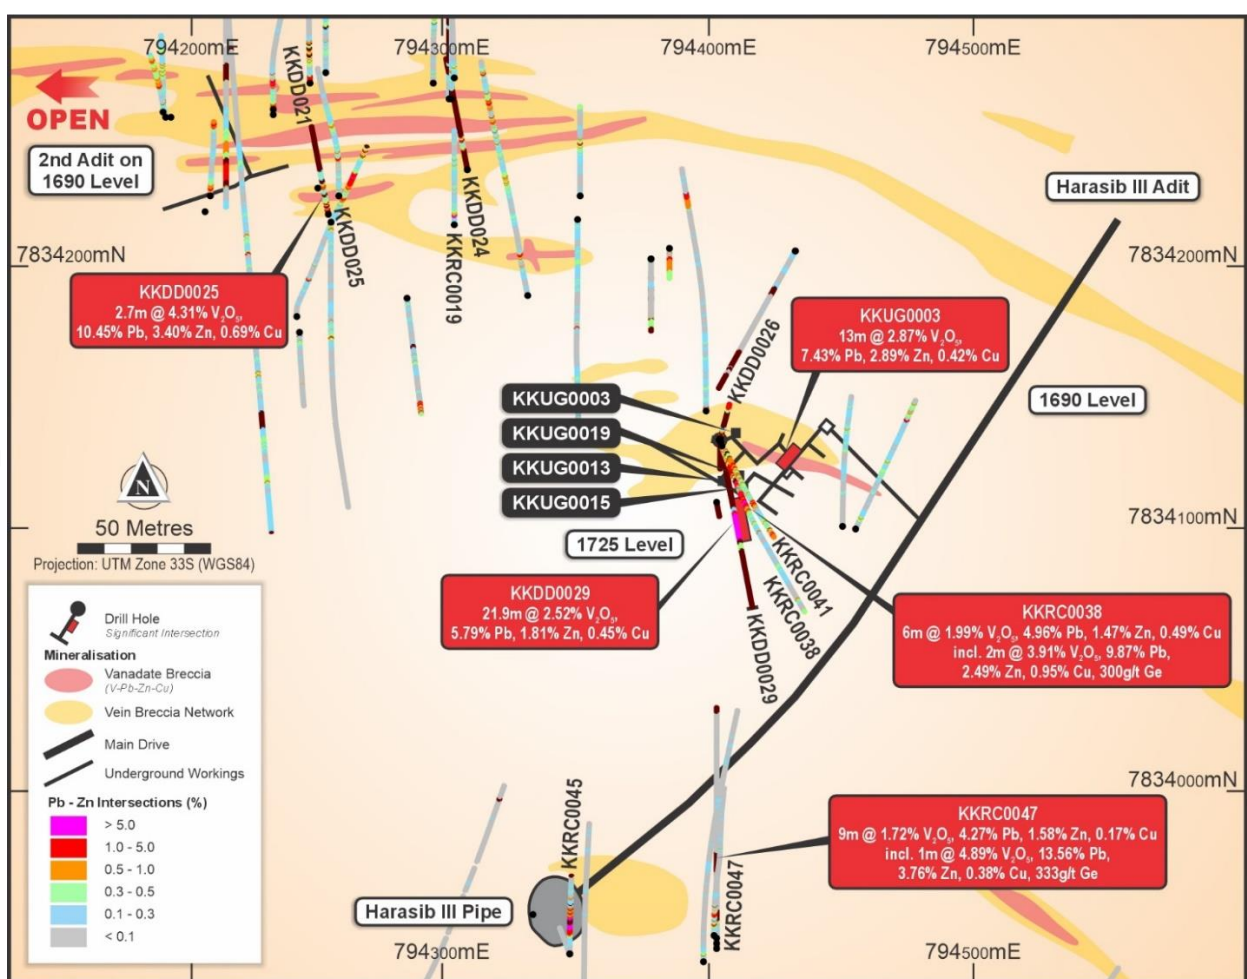 794200mE
794300mE
794400mE
794500mE
OPEN
2nd Adit on
1690 Level
KKDD021
KKDD025
KKDD024
KKRC0019
Harasib III Adit
7834200mN
7834200mN
KKDD0025
2.7m @ 4.31% V₂O₅,
10.45% Pb, 3.40% Zn, 0.69% Cu
KKUG0003
13m @ 2.87% V₂O₅,
7.43% Pb, 2.89% Zn, 0.42% Cu
KKDD0026
KKUG0003
KKUG0019
KKUG0013
KKUG0015
1690 Level
N
50 Metres
Projection: UTM Zone 33S (WGS84)
1725 Level
7834100mN
KKDD0029
21.9m @ 2.52% V₂O₅,
5.79% Pb, 1.81% Zn, 0.45% Cu
KKRC0041
KKRC0038
KKDD0029
KKRC0038
6m @ 1.99% V₂O₅, 4.96% Pb, 1.47% Zn, 0.49% Cu
incl. 2m @ 3.91% V₂O₅, 9.87% Pb,
2.49% Zn, 0.95% Cu, 300g/t Ge
Drill Hole
Significant Intersection
Mineralisation
Vanadate Breccia
(V-Pb-Zn-Cu)
Vein Breccia Network
Main Drive
Underground Workings
Pb - Zn Intersections (%)
> 5.0
1.0 - 5.0
0.5 - 1.0
0.3 - 0.5
0.1 - 0.3
< 0.1
7834000mN
KKRC0045
KKRC0047
KKRC0047
9m @ 1.72% V₂O₅, 4.27% Pb, 1.58% Zn, 0.17% Cu
incl. 1m @ 4.89% V₂O₅, 13.56% Pb,
3.76% Zn, 0.38% Cu, 333g/t Ge
Harasib III Pipe
794300mE
794400mE
794500mE